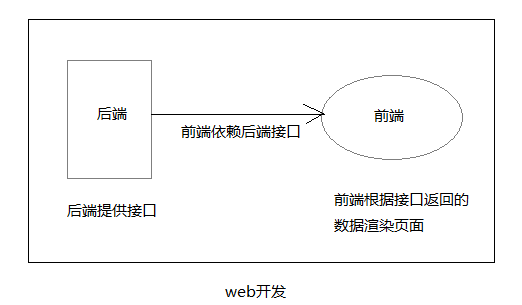 后端
前端
前端依赖后端接口
后端提供接口
前端根据接口返回的
数据渲染页面
web开发